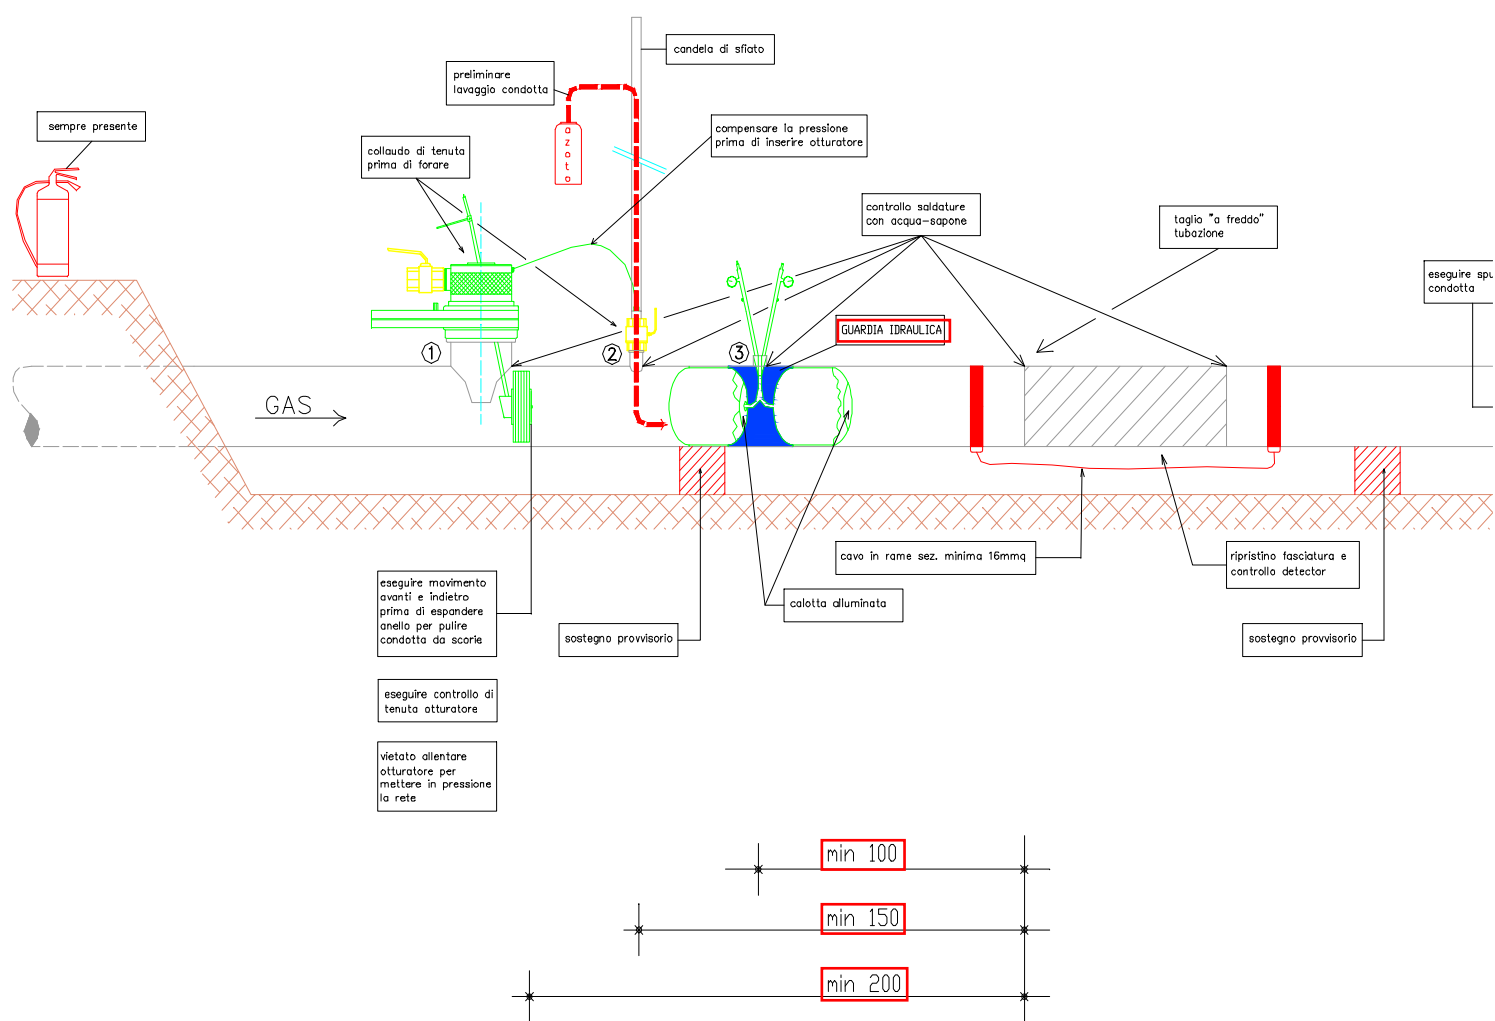 candela di sfiato
preliminare
lavaggio condotta
sempre presente
collaudo di tenuta
prima di forare
azoto
compensare la pressione
prima di inserire otturatore
controllo saldature
con acqua-sapone
taglio "a freddo"
tubazione
eseguire spu
condotta
GUARDIA IDRAULICA
1
2
3
GAS
cavo in rame sez. minima 16mmq
ripristino fasciatura e
controllo detector
eseguire movimento
avanti e indietro
prima di espandere
anello per pulire
condotta da scorie
calotta alluminata
sostegno provvisorio
sostegno provvisorio
eseguire controllo di
tenuta otturatore
vietato allentare
otturatore per
mettere in pressione
la rete
min 100
min 150
min 200